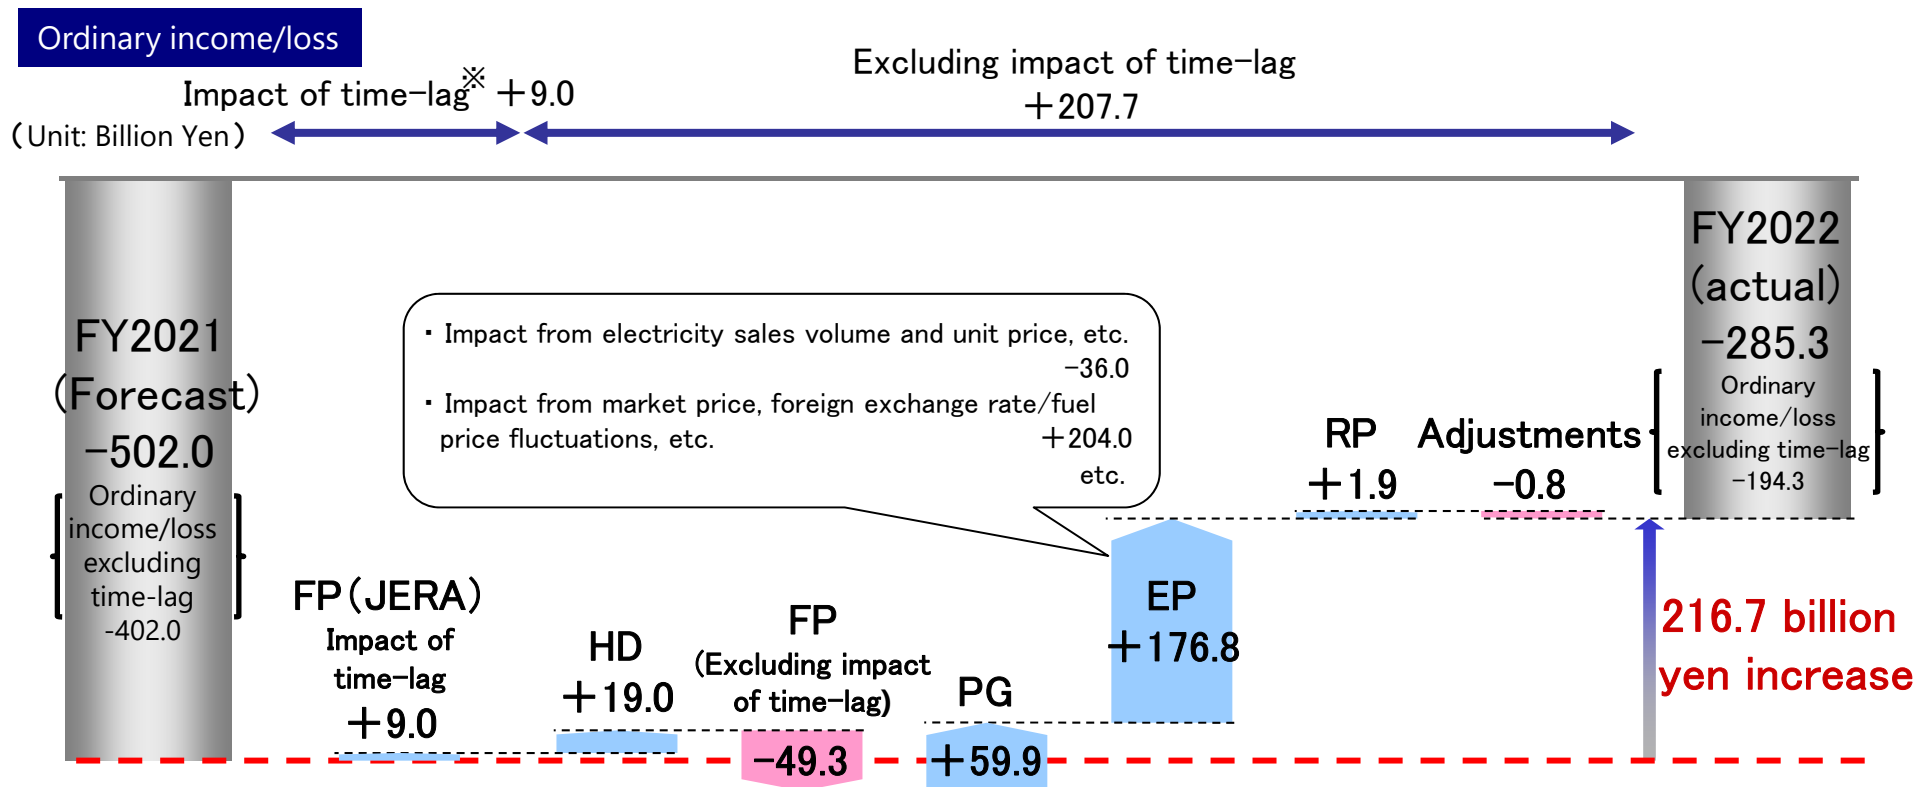 Ordinary income/loss
Impact of time-lag※ +9.0
Excluding impact of time-lag
+207.7
(Unit: Billion Yen)
FY2021
(Forecast)
-502.0
Ordinary
income/loss
excluding
time-lag
-402.0
FP(JERA)
Impact of
time-lag
+9.0
HD
+19.0
FP
(Excluding impact
of time-lag)
-49.3
PG
+59.9
・Impact from electricity sales volume and unit price, etc.
-36.0
・Impact from market price, foreign exchange rate/fuel
price fluctuations, etc. +204.0
etc.
EP
+176.8
RP
+1.9
Adjustments
-0.8
FY2022
(actual)
-285.3
Ordinary
income/loss
excluding time-lag
-194.3
216.7 billion
yen increase